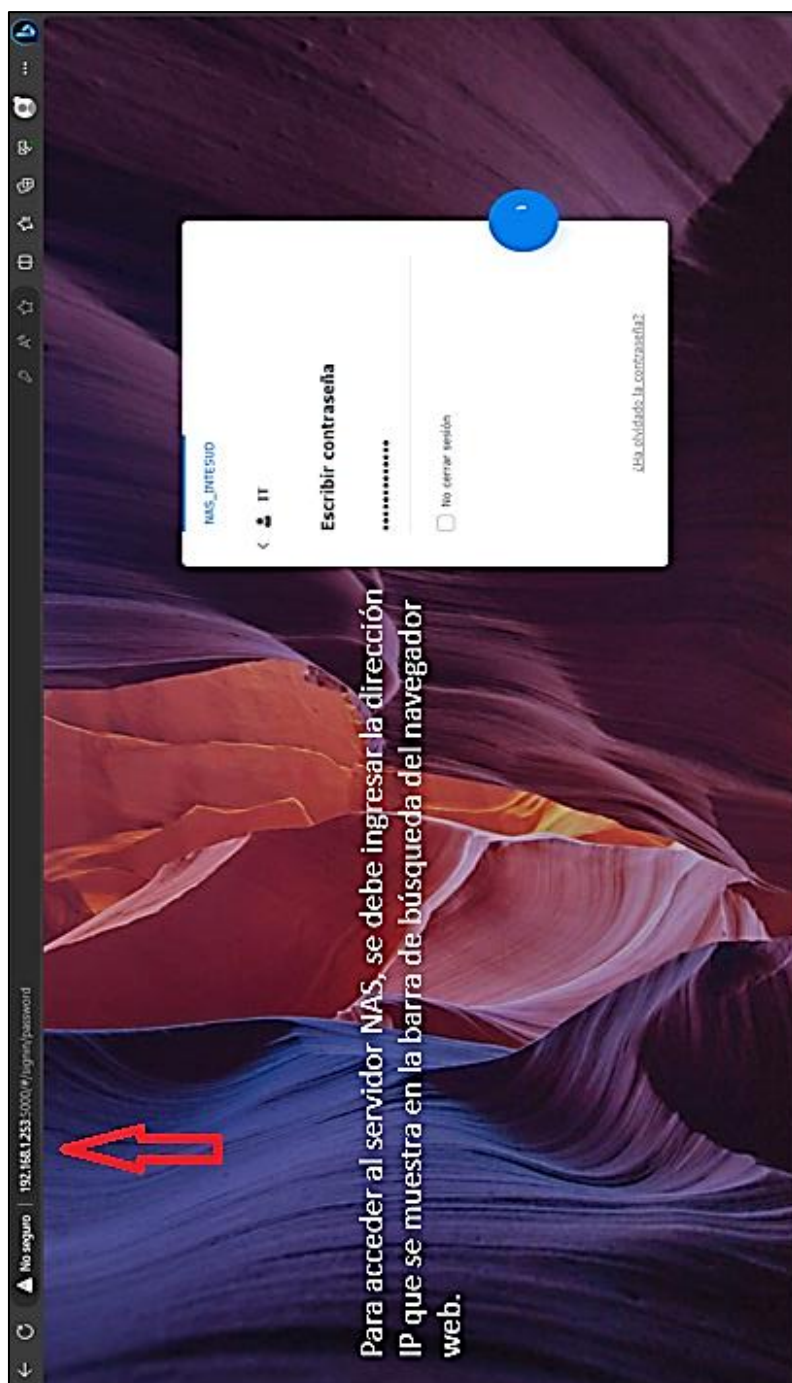 No seguro | 192.168.1.253:5000/#/signin/password
NAS_INTESUD
IT
Escribir contraseña
No cerrar sesión
¿Ha olvidado la contraseña?
Para acceder al servidor NAS, se debe ingresar la dirección
IP que se muestra en la barra de búsqueda del navegador
web.